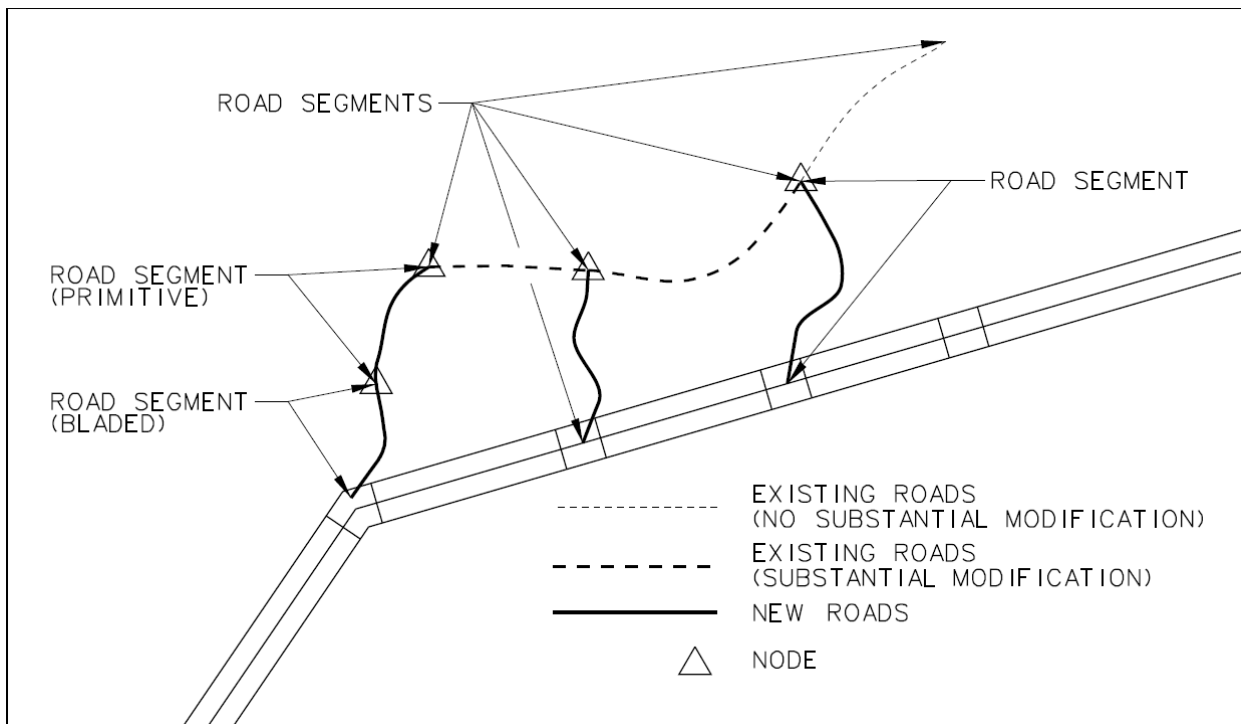 ROAD SEGMENTS
ROAD SEGMENT
ROAD SEGMENT
(PRIMITIVE)
ROAD SEGMENT
(BLADED)
EXISTING ROADS
(NO SUBSTANTIAL MODIFICATION)
EXISTING ROADS
(SUBSTANTIAL MODIFICATION)
NEW ROADS
NODE